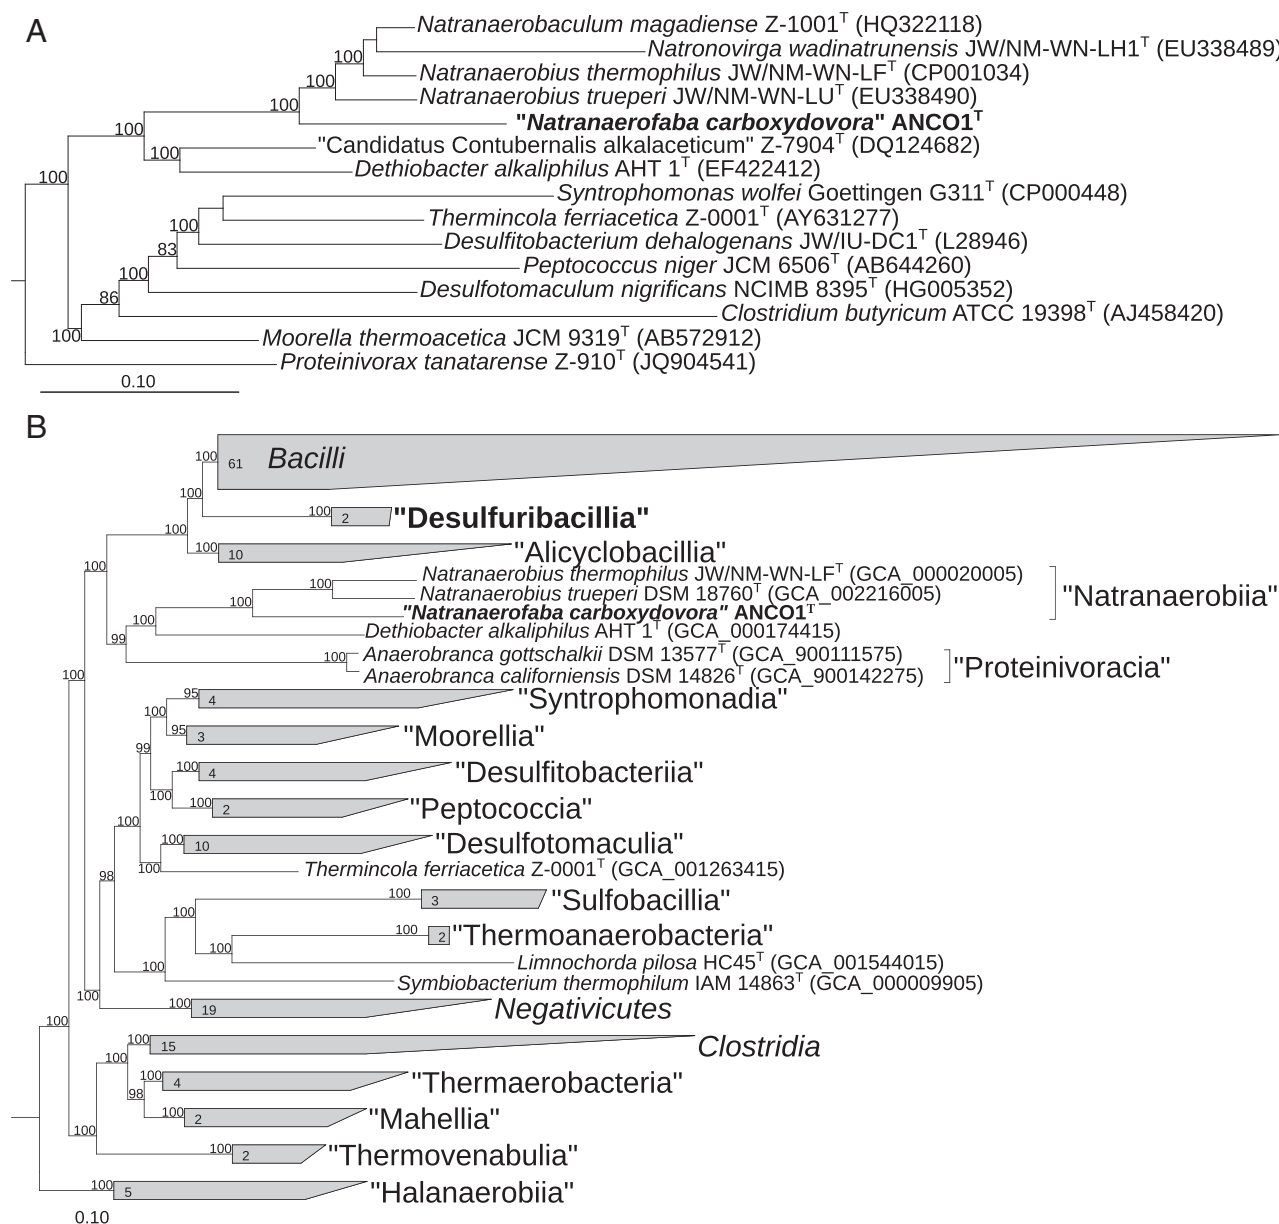 A
100 Natranaerobaculum magadiense Z-1001T (HQ322118)
Natronovirga wadinatrunensis JW/NM-WN-LH1T (EU338489)
100 Natranaerobius thermophilus JW/NM-WN-LFT (CP001034)
100 Natranaerobius trueperi JW/NM-WN-LUT (EU338490)
100 "Natranaerofaba carboxydovora" ANCO1T
100 "Candidatus Contubernalis alkalaceticum" Z-7904T (DQ124682)
100 Dethiobacter alkaliphilus AHT 1T (EF422412)
Syntrophomonas wolfei Goettingen G311T (CP000448)
100 Thermincola ferriacetica Z-0001T (AY631277)
83 Desulfitobacterium dehalogenans JW/IU-DC1T (L28946)
100 Peptococcus niger JCM 6506T (AB644260)
86 Desulfotomaculum nigrificans NCIMB 8395T (HG005352)
Clostridium butyricum ATCC 19398T (AJ458420)
100 Moorella thermoacetica JCM 9319T (AB572912)
Proteinivorax tanatarense Z-910T (JQ904541)
0.10
B
100 61 Bacilli
100
100 2 "Desulfuribacillia"
100
100 10 "Alicyclobacillia"
100
100 Natranaerobius thermophilus JW/NM-WN-LFT (GCA_000020005)
Natranaerobius trueperi DSM 18760T (GCA_002216005) "Natranaerobiia"
100 "Natranaerofaba carboxydovora" ANCO1T
100 Dethiobacter alkaliphilus AHT 1T (GCA_000174415)
99
100 Anaerobranca gottschalkii DSM 13577T (GCA_900111575)
"Proteinivoracia"
100 Anaerobranca californiensis DSM 14826T (GCA_900142275)
95 4 "Syntrophomonadia"
100
95 3 "Moorellia"
99
100 4 "Desulfitobacteriia"
100
100 2 "Peptococcia"
100
100 10 "Desulfotomaculia"
100 Thermincola ferriacetica Z-0001T (GCA_001263415)
98
100 3 "Sulfobacillia"
100
100 2 "Thermoanaerobacteria"
100
100 Limnochorda pilosa HC45T (GCA_001544015)
Symbiobacterium thermophilum IAM 14863T (GCA_000009905)
100
100 19 Negativicutes
100
100 15 Clostridia
100
100 4 "Thermaerobacteria"
98
100 2 "Mahellia"
100
100 2 "Thermovenabulia"
100 5 "Halanaerobiia"
0.10